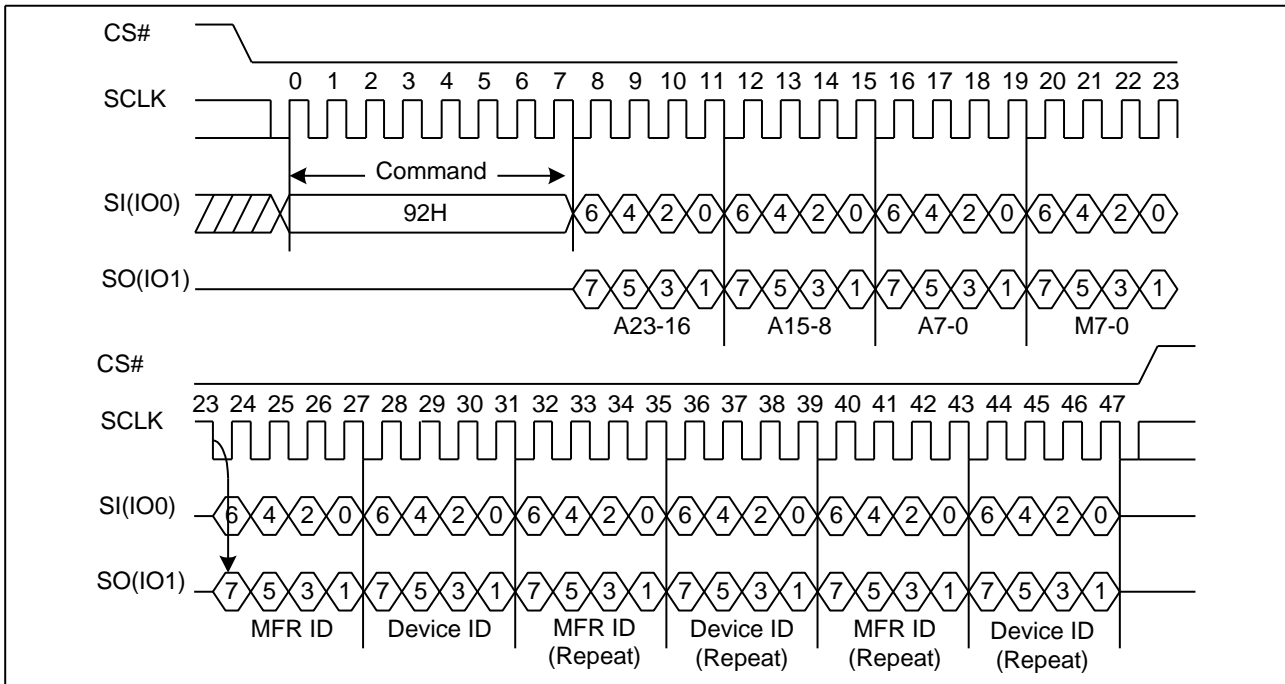 CS#
0 1 2 3 4 5 6 7 8 9 10 11 12 13 14 15 16 17 18 19 20 21 22 23
SCLK
Command
SI(IO0)
92H
6 4 2 0 6 4 2 0 6 4 2 0 6 4 2 0
SO(IO1)
7 5 3 1 7 5 3 1 7 5 3 1 7 5 3 1
A23-16 A15-8 A7-0 M7-0
CS#
23 24 25 26 27 28 29 30 31 32 33 34 35 36 37 38 39 40 41 42 43 44 45 46 47
SCLK
SI(IO0)
6 4 2 0 6 4 2 0 6 4 2 0 6 4 2 0 6 4 2 0 6 4 2 0
SO(IO1)
7 5 3 1 7 5 3 1 7 5 3 1 7 5 3 1 7 5 3 1 7 5 3 1
MFR ID Device ID MFR ID Device ID MFR ID Device ID
(Repeat) (Repeat) (Repeat) (Repeat)